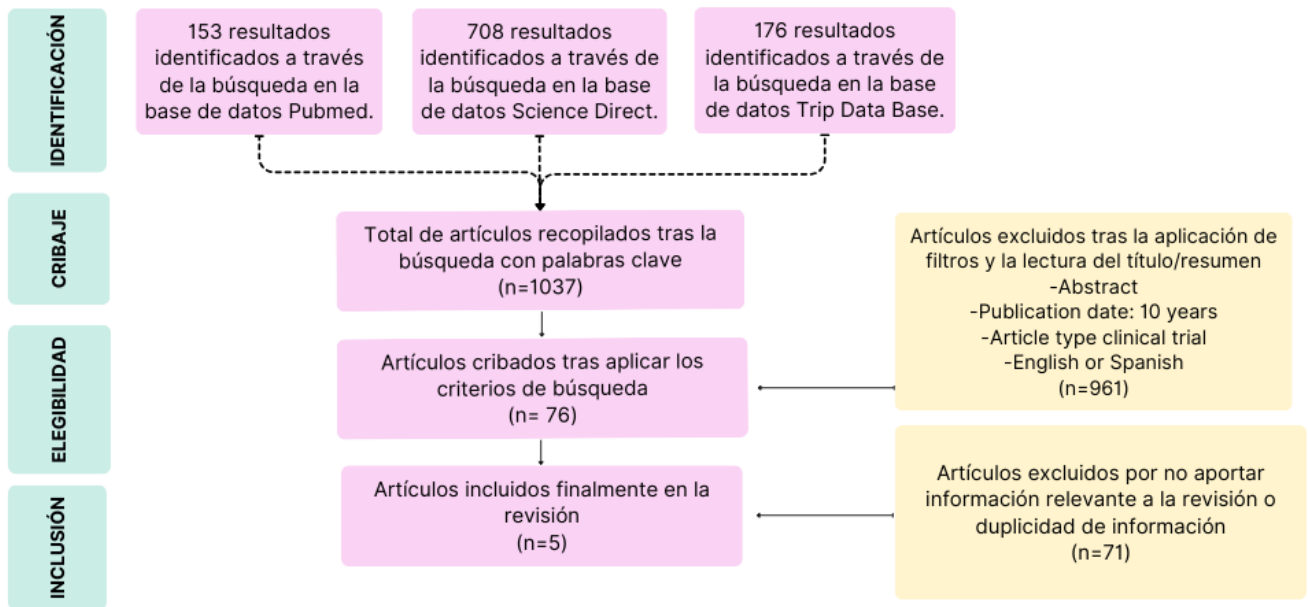 IDENTIFICACIÓN
153 resultados
identificados a través
de la búsqueda en la
base de datos Pubmed.
708 resultados
identificados a través de
la búsqueda en la base
de datos Science Direct.
176 resultados
identificados a través de
la búsqueda en la base
de datos Trip Data Base.
CRIBAJE
Total de artículos recopilados tras la
búsqueda con palabras clave
(n=1037)
Artículos excluidos tras la aplicación de
filtros y la lectura del título/resumen
-Abstract
-Publication date: 10 years
-Article type clinical trial
-English or Spanish
(n=961)
ELEGIBILIDAD
Artículos cribados tras aplicar los
criterios de búsqueda
(n= 76)
INCLUSIÓN
Artículos incluidos finalmente en la
revisión
(n=5)
Artículos excluidos por no aportar
información relevante a la revisión o
duplicidad de información
(n=71)